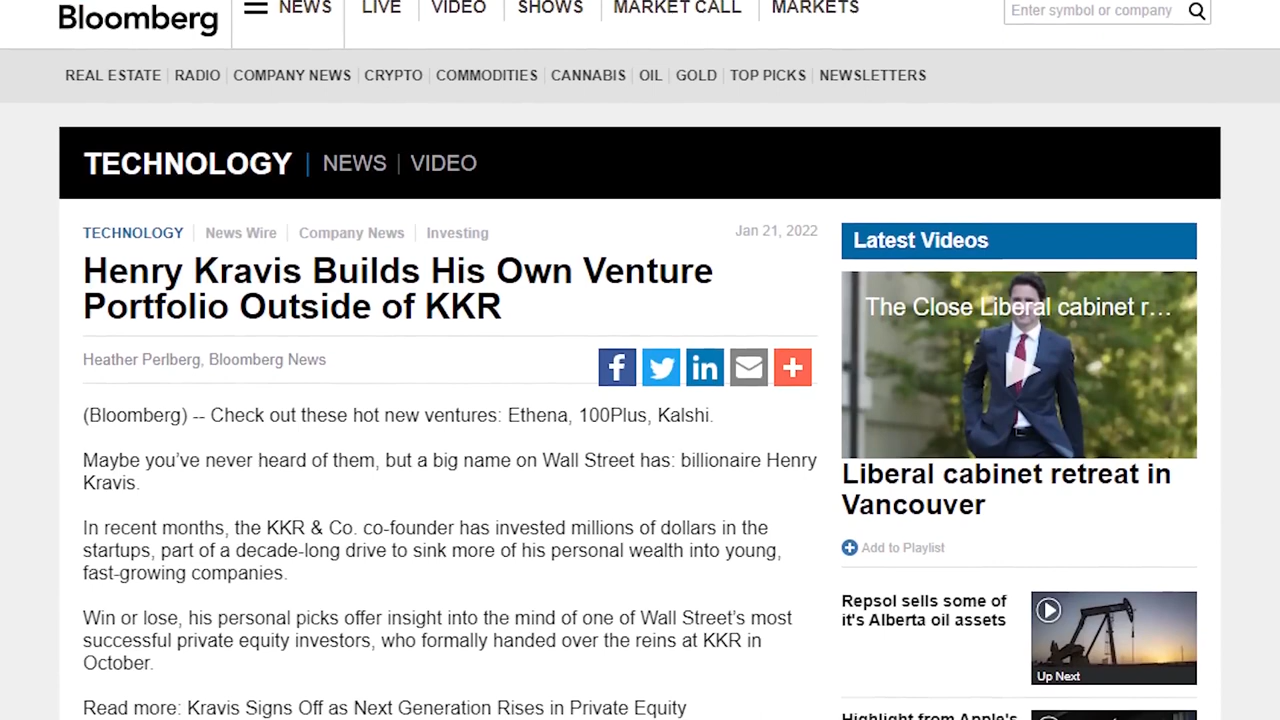 Bloomberg
NEWS
LIVE
VIDEO
SHOWS
MARKET CALL
MARKETS
Enter symbol or company
REAL ESTATE
RADIO
COMPANY NEWS
CRYPTO
COMMODITIES
CANNABIS
OIL
GOLD
TOP PICKS
NEWSLETTERS
TECHNOLOGY
NEWS
VIDEO
TECHNOLOGY
News Wire
Company News
Investing
Jan 21, 2022
Henry Kravis Builds His Own Venture
Portfolio Outside of KKR
Heather Perlberg, Bloomberg News
(Bloomberg) -- Check out these hot new ventures: Ethena, 100Plus, Kalshi.
Maybe you’ve never heard of them, but a big name on Wall Street has: billionaire Henry
Kravis.
In recent months, the KKR & Co. co-founder has invested millions of dollars in the
startups, part of a decade-long drive to sink more of his personal wealth into young,
fast-growing companies.
Win or lose, his personal picks offer insight into the mind of one of Wall Street’s most
successful private equity investors, who formally handed over the reins at KKR in
October.
Read more: Kravis Signs Off as Next Generation Rises in Private Equity
Latest Videos
The Close Liberal cabinet r…
Liberal cabinet retreat in
Vancouver
Add to Playlist
Repsol sells some of
it's Alberta oil assets
Up Next
Highlight from Apple's